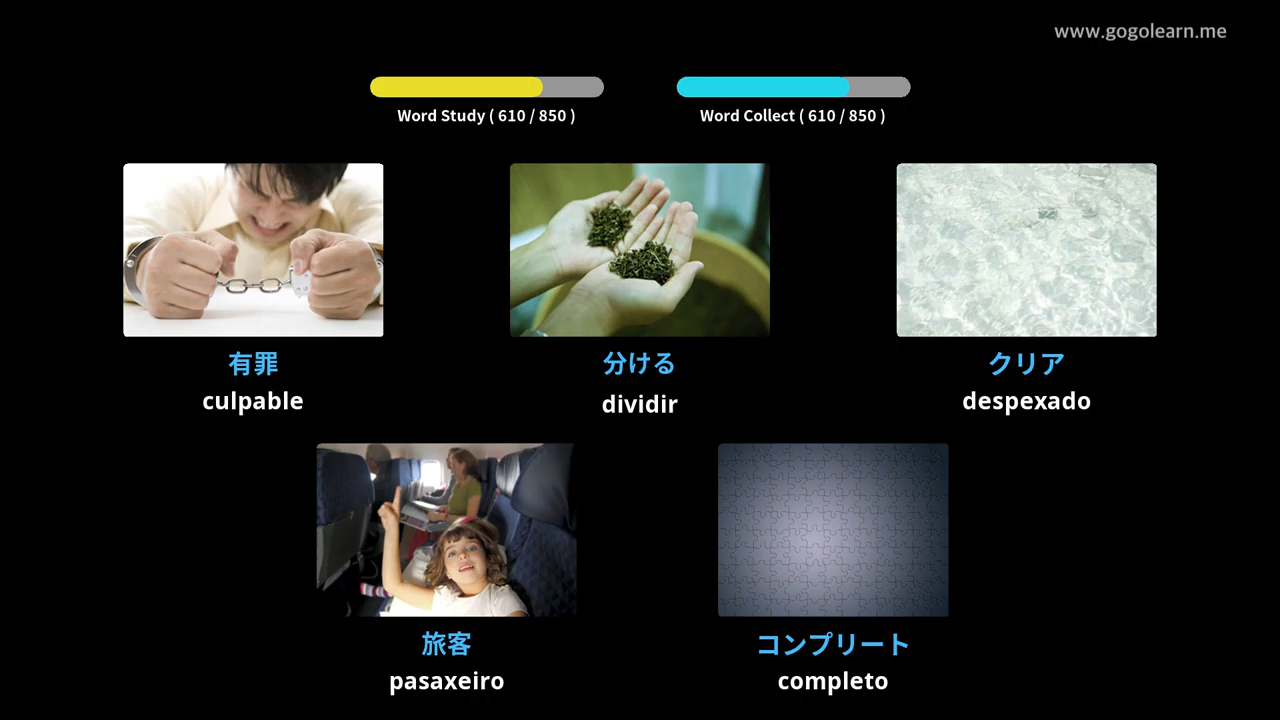 www.gogolearn.me
Word Study ( 610 / 850 )
Word Collect ( 610 / 850 )
有罪
culpable
分ける
dividir
クリア
despexado
旅客
pasaxeiro
コンプリート
completo